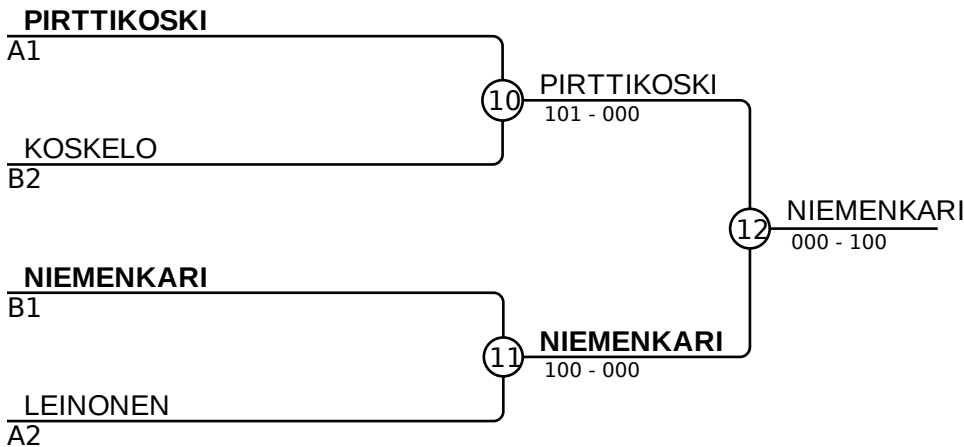 PIRTTIKOSKI
A1
10
PIRTTIKOSKI
101 - 000
KOSKELO
B2
12
NIEMENKARI
000 - 100
NIEMENKARI
B1
11
NIEMENKARI
100 - 000
LEINONEN
A2